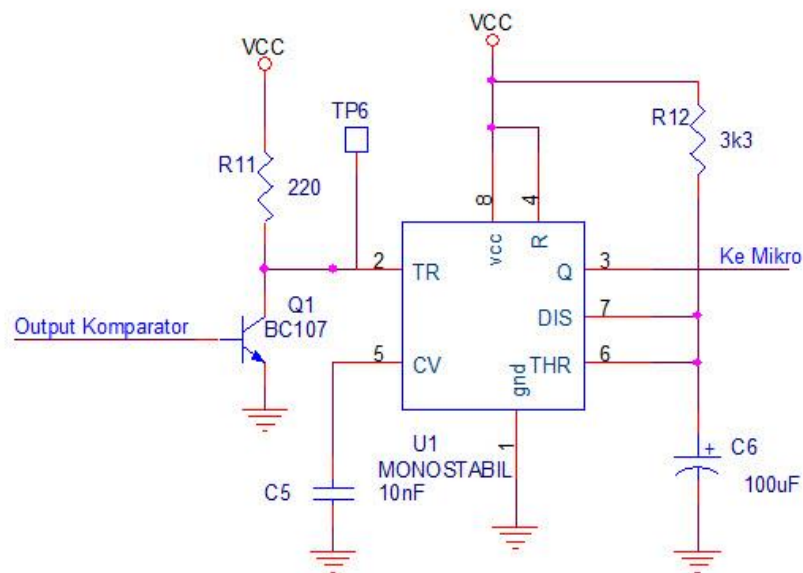 VCC
VCC
TP6
R11
220
R12
3k3
8
4
vcc
R
2
TR
Q
3
Ke Mikro
Q1
BC107
DIS
7
Output Komparator
5
CV
THR
6
gnd
1
U1
MONOSTABIL
C5
10nF
C6
+
100uF